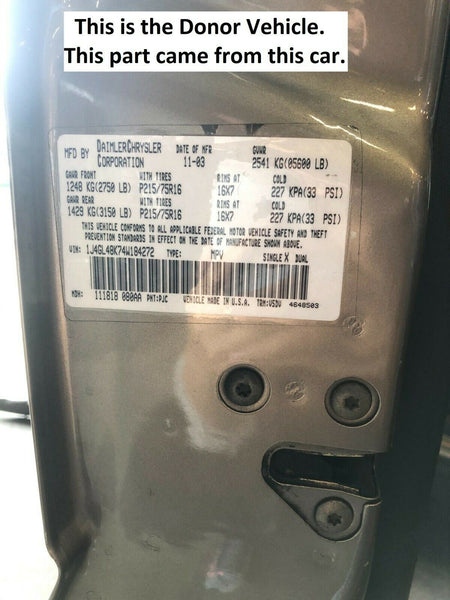 This is the Donor Vehicle.
This part came from this car.
MFD BY DAIMLERCHRYSLER CORPORATION DATE OF MFR 11-03 GVWR 2541 KG(05600 LB)
GAWR FRONT WITH TIRES RIMS AT COLD
1248 KG(2750 LB) P215/75R16 16X7 227 KPA(33 PSI)
GAWR REAR WITH TIRES RIMS AT COLD
1429 KG(3150 LB) P215/75R16 16X7 227 KPA(33 PSI)
THIS VEHICLE CONFORMS TO ALL APPLICABLE FEDERAL MOTOR VEHICLE SAFETY AND THEFT
PREVENTION STANDARDS IN EFFECT ON THE DATE OF MANUFACTURE SHOWN ABOVE.
VIN: 1J4GL48K74W184272 TYPE: MPV SINGLE X DUAL
MDH: 111818 080AA PNT:PJC VEHICLE MADE IN U.S.A. TRM:V5DV 4648503